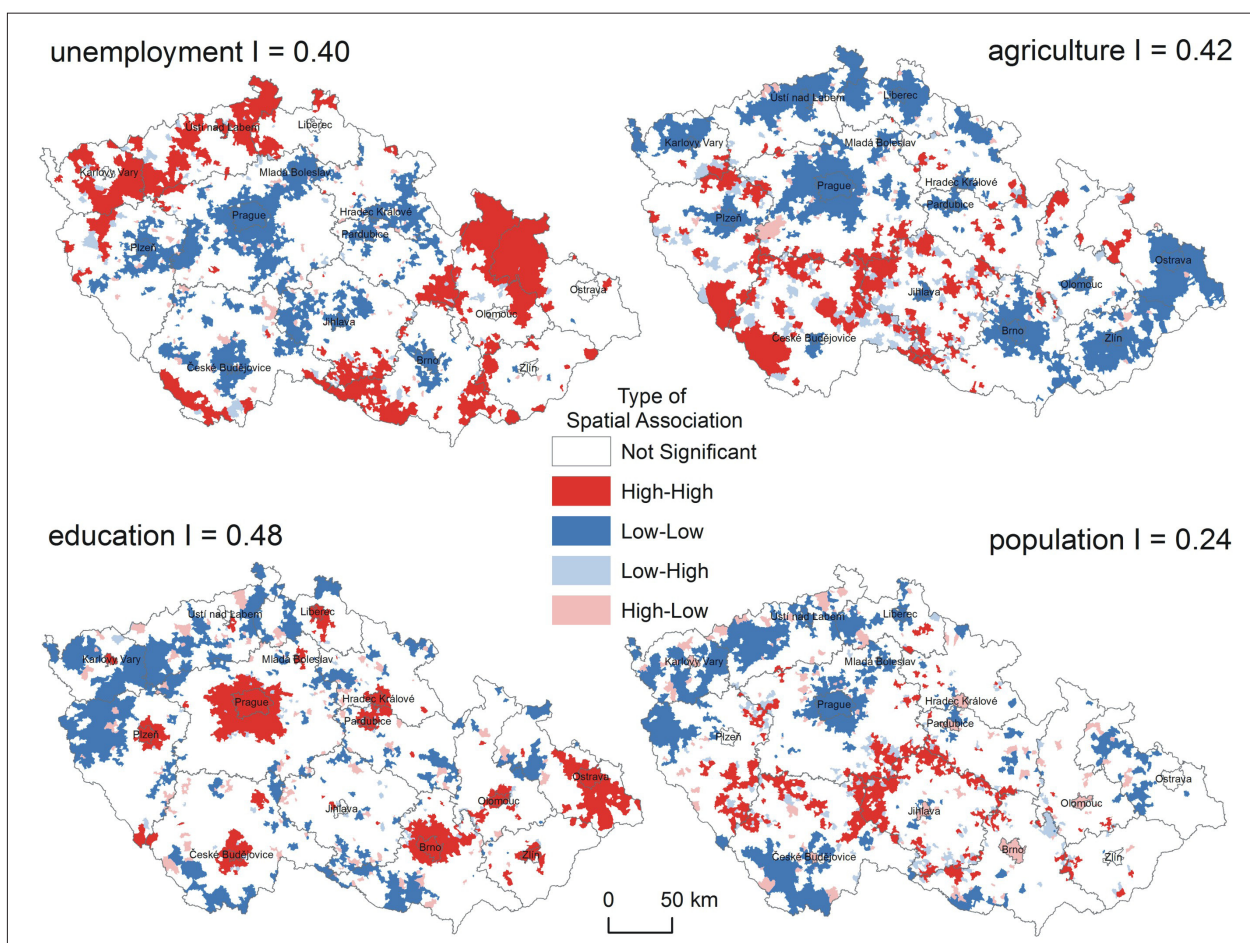 unemployment I = 0.40
Ústí nad Labem
Liberec
Karlovy Vary
Mladá Boleslav
Prague
Hradec Králové
Pardubice
Plzeň
Ostrava
Olomouc
Jihlava
Brno
Zlín
České Budějovice
agriculture I = 0.42
Ústí nad Labem
Liberec
Karlovy Vary
Mladá Boleslav
Prague
Hradec Králové
Pardubice
Plzeň
Ostrava
Olomouc
Jihlava
Brno
Zlín
České Budějovice
Type of
Spatial Association
Not Significant
High-High
Low-Low
Low-High
High-Low
education I = 0.48
Ústí nad Labem
Liberec
Karlovy Vary
Mladá Boleslav
Prague
Hradec Králové
Pardubice
Plzeň
Ostrava
Olomouc
Jihlava
Brno
Zlín
České Budějovice
population I = 0.24
Ústí nad Labem
Liberec
Karlovy Vary
Mladá Boleslav
Prague
Hradec Králové
Pardubice
Plzeň
Ostrava
Olomouc
Jihlava
Brno
Zlín
České Budějovice
0 50 km